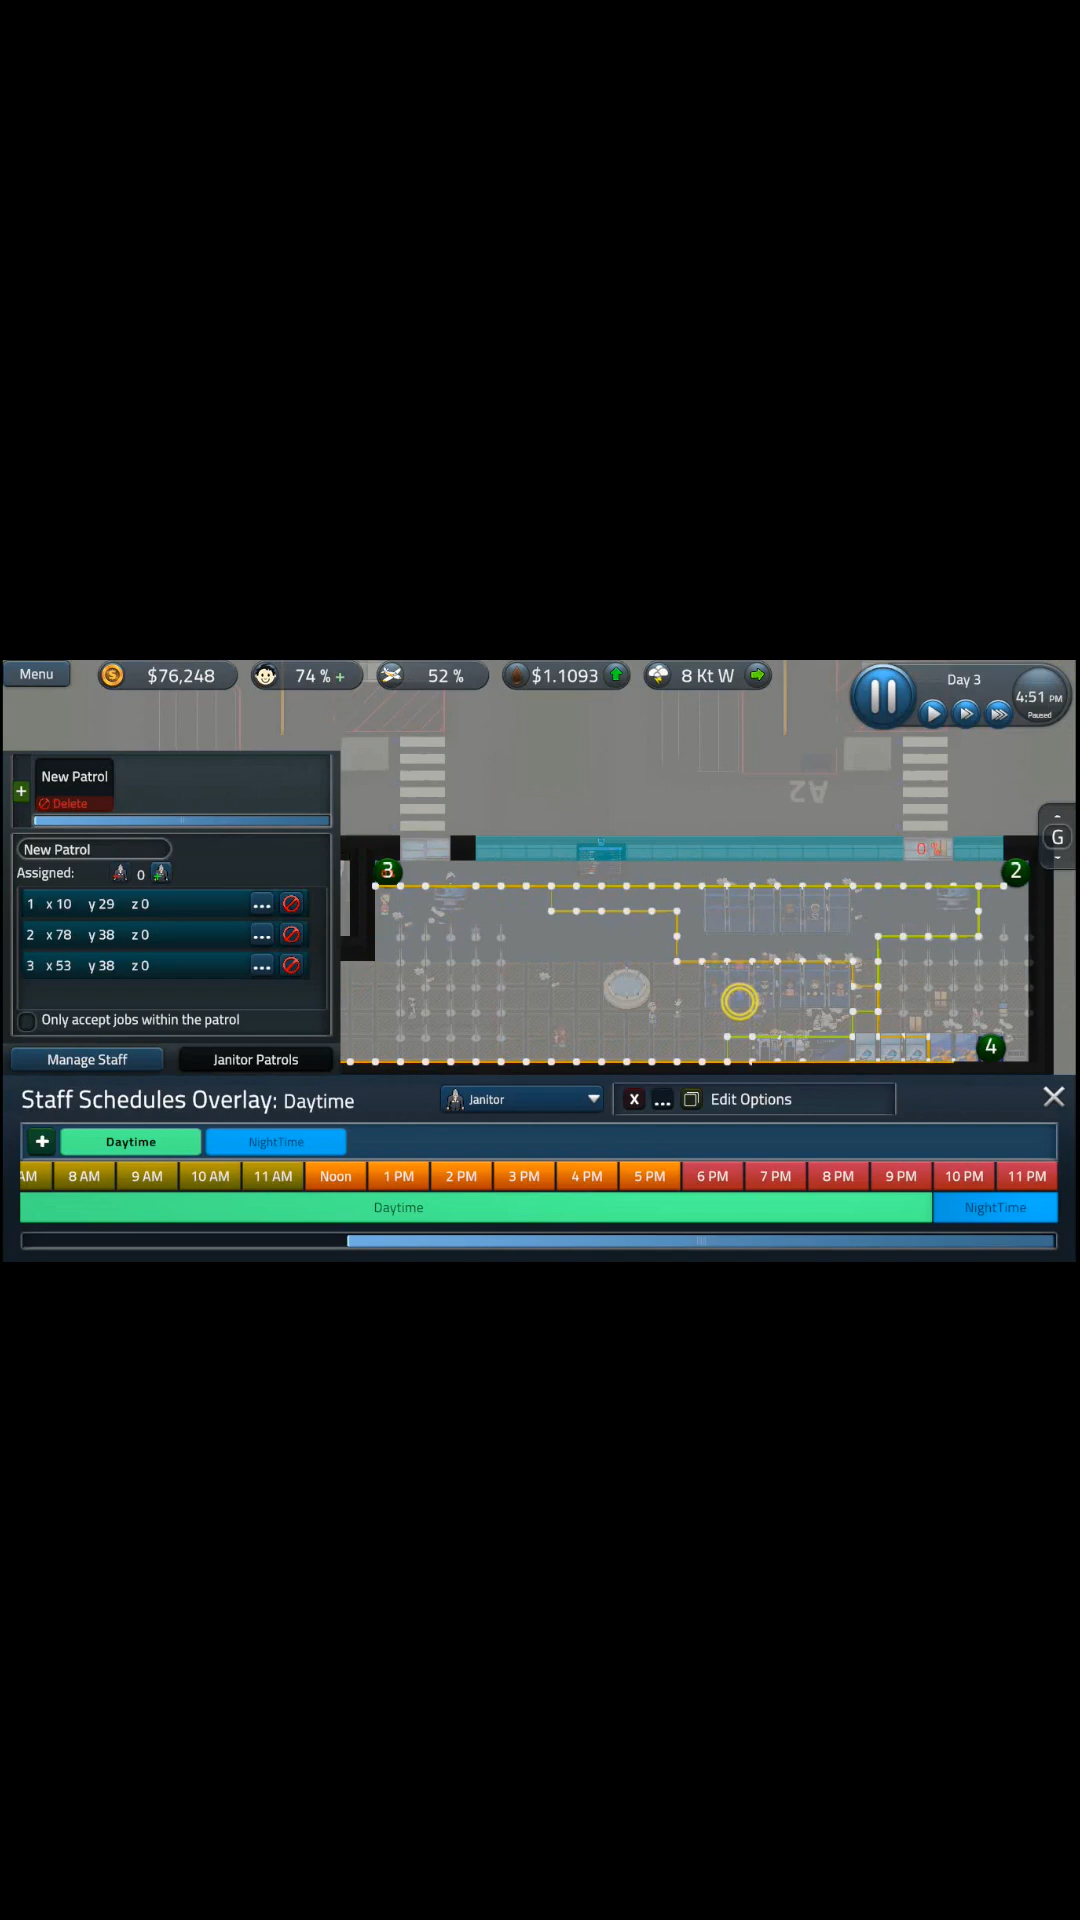 Menu
$76,248
74 % +
52 %
$1.1093
8 Kt W
Day 3
4:51 PM
Paused
New Patrol
Delete
A2
G
New Patrol
Assigned: 0
3
2
1 x 10 y 29 z 0
2 x 78 y 38 z 0
3 x 53 y 38 z 0
4
Only accept jobs within the patrol
Manage Staff
Janitor Patrols
Staff Schedules Overlay: Daytime
Janitor
X
...
Edit Options
+
Daytime
NightTime
AM 8 AM 9 AM 10 AM 11 AM Noon 1 PM 2 PM 3 PM 4 PM 5 PM 6 PM 7 PM 8 PM 9 PM 10 PM 11 PM
Daytime
NightTime